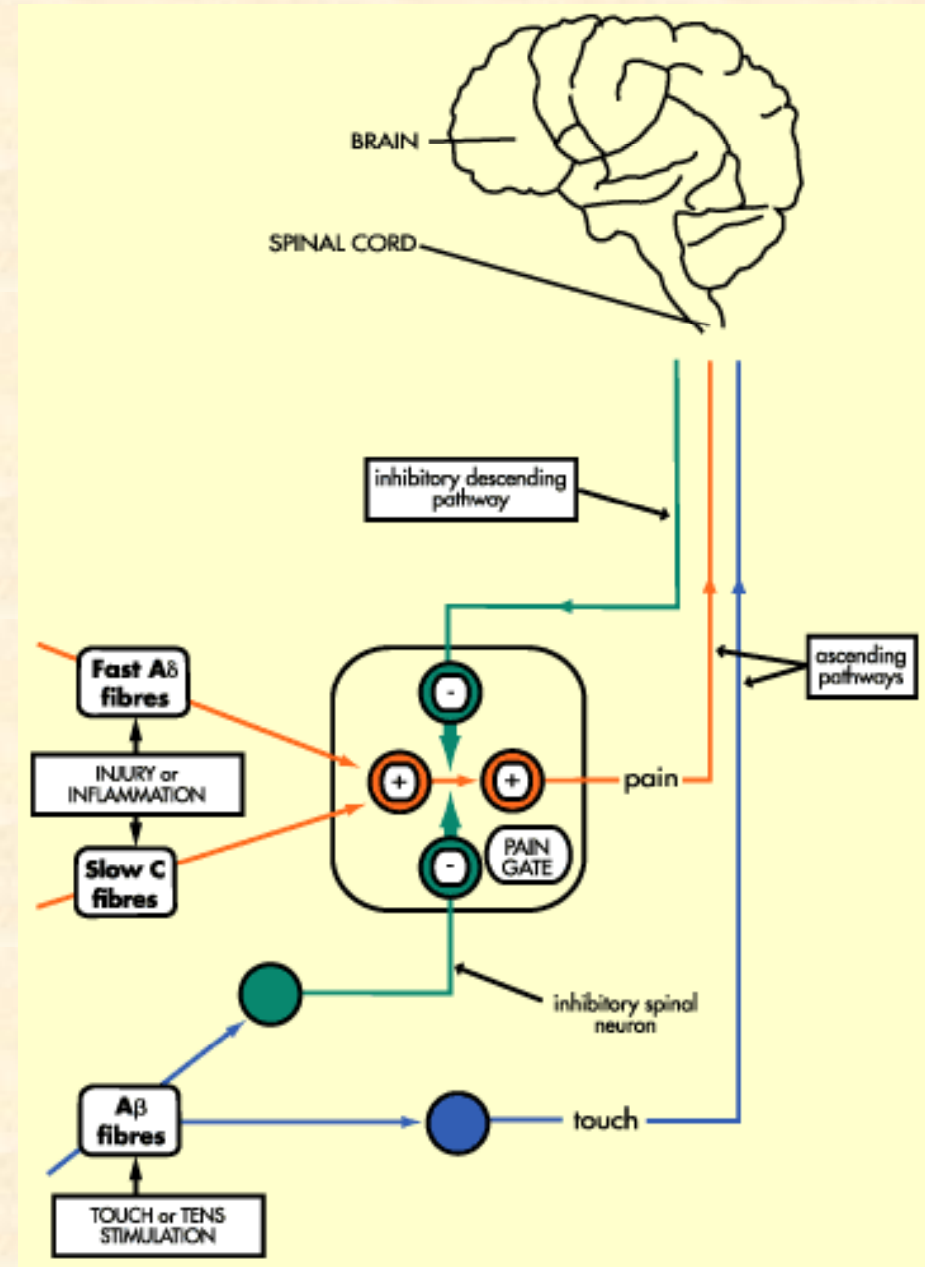 BRAIN
SPINAL CORD
inhibitory descending
pathway
Fast Aδ
fibres
ascending
pathways
-
INJURY or
INFLAMMATION
+
+
pain
Slow C
fibres
-
PAIN
GATE
inhibitory spinal
neuron
Aβ
fibres
touch
TOUCH or TENS
STIMULATION